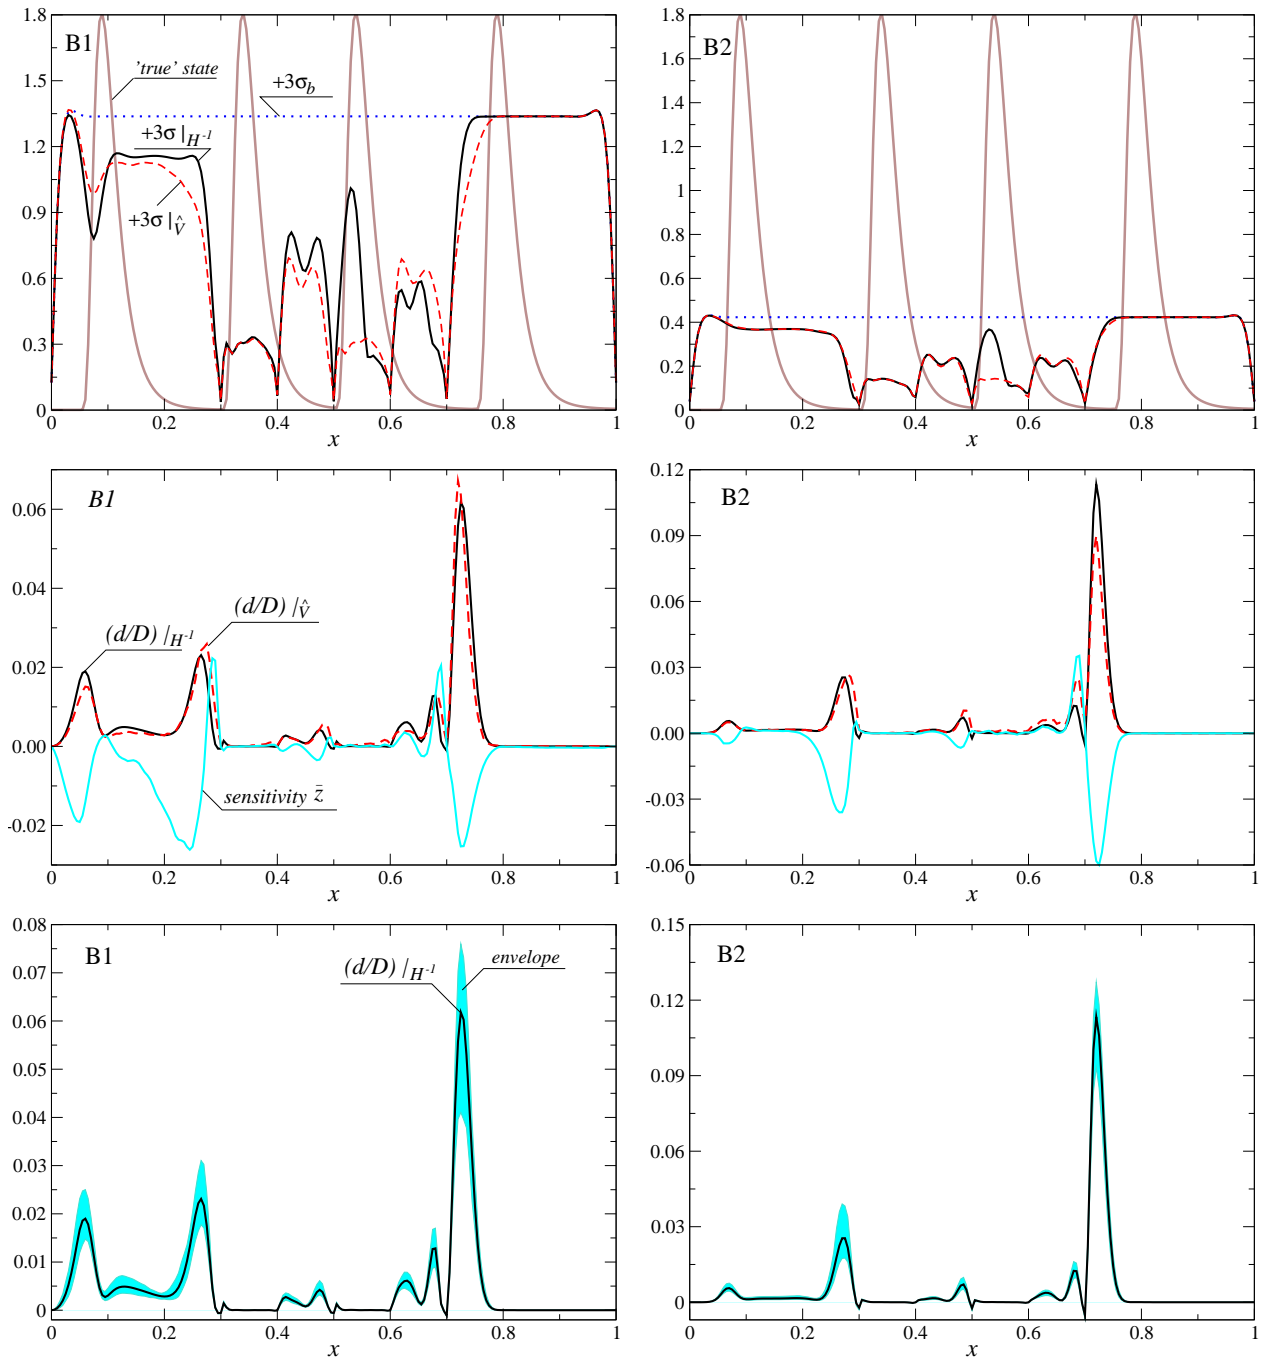 B1
'true' state
+3σ_b
+3σ|_H⁻¹
+3σ|_V̂
1.8
1.5
1.2
0.9
0.6
0.3
0
0 0.2 0.4 0.6 0.8 1
x
B2
1.8
1.6
1.4
1.2
1
0.8
0.6
0.4
0.2
0
0 0.2 0.4 0.6 0.8 1
x
B1
(d/D)|_H⁻¹
(d/D)|_V̂
sensitivity z̄
0.06
0.04
0.02
0.00
-0.02
0 0.2 0.4 0.6 0.8 1
x
B2
0.12
0.09
0.06
0.03
0.00
-0.03
-0.06
0 0.2 0.4 0.6 0.8 1
x
B1
(d/D)|_H⁻¹
envelope
0.08
0.07
0.06
0.05
0.04
0.03
0.02
0.01
0
0 0.2 0.4 0.6 0.8 1
x
B2
0.15
0.12
0.09
0.06
0.03
0
0 0.2 0.4 0.6 0.8 1
x